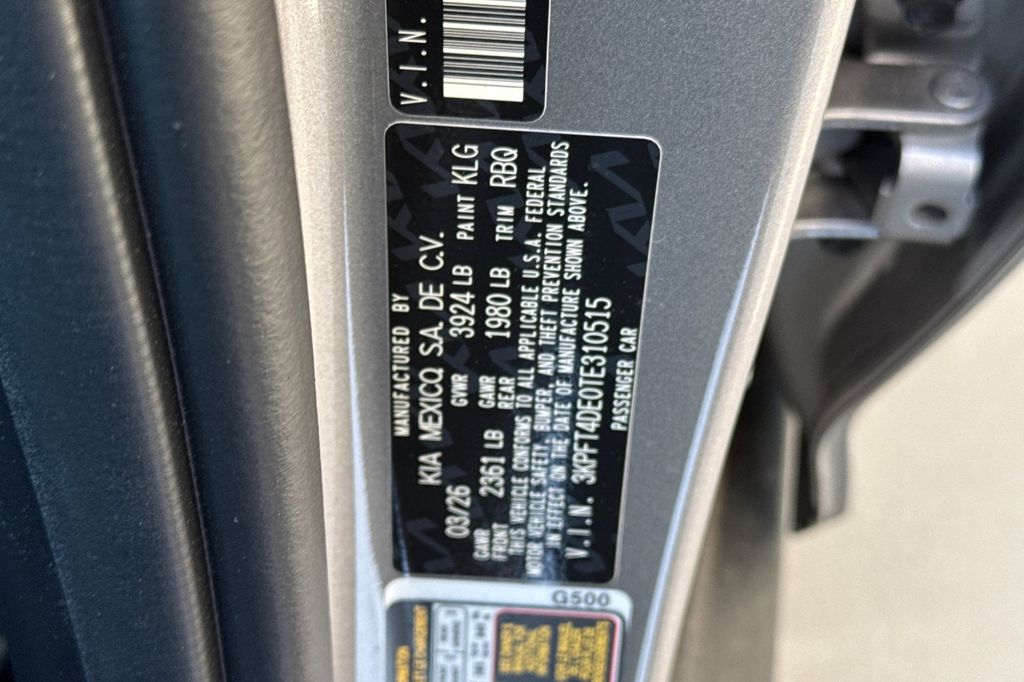 V.I.N.
MANUFACTURED BY
KIA MEXICO, S.A. DE C.V.
03/26 GVWR 3924 LB PAINT KLG
GAWR FRONT 2361 LB GAWR REAR 1980 LB TRIM RBQ
THIS VEHICLE CONFORMS TO ALL APPLICABLE U.S.A. FEDERAL
MOTOR VEHICLE SAFETY, BUMPER, AND THEFT PREVENTION STANDARDS
IN EFFECT ON THE DATE OF MANUFACTURE SHOWN ABOVE.
V.I.N. 3KPFT4DE0TE310515
PASSENGER CAR
G500